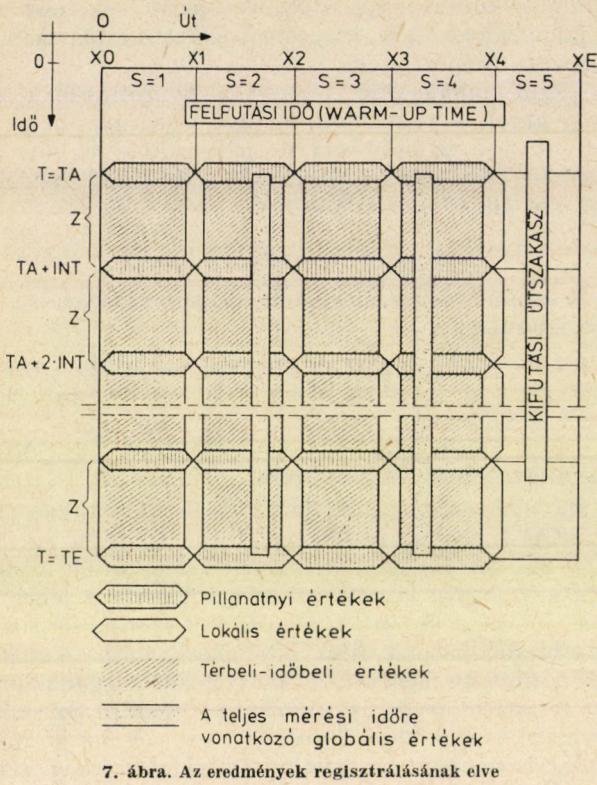 O Út
X0 X1 X2 X3 X4 XE
0
S=1 S=2 S=3 S=4 S=5
FELFUTÁSI IDŐ (WARM-UP TIME)
Idő
T=TA
Z
TA+INT
Z
TA+2·INT
Z
T=TE
KIFUTÁSI ÚTSZAKASZ
Pillanatnyi értékek
Lokális értékek
Térbeli-időbeli értékek
A teljes mérési időre
vonatkozó globális értékek
7. ábra. Az eredmények regisztrálásának elve